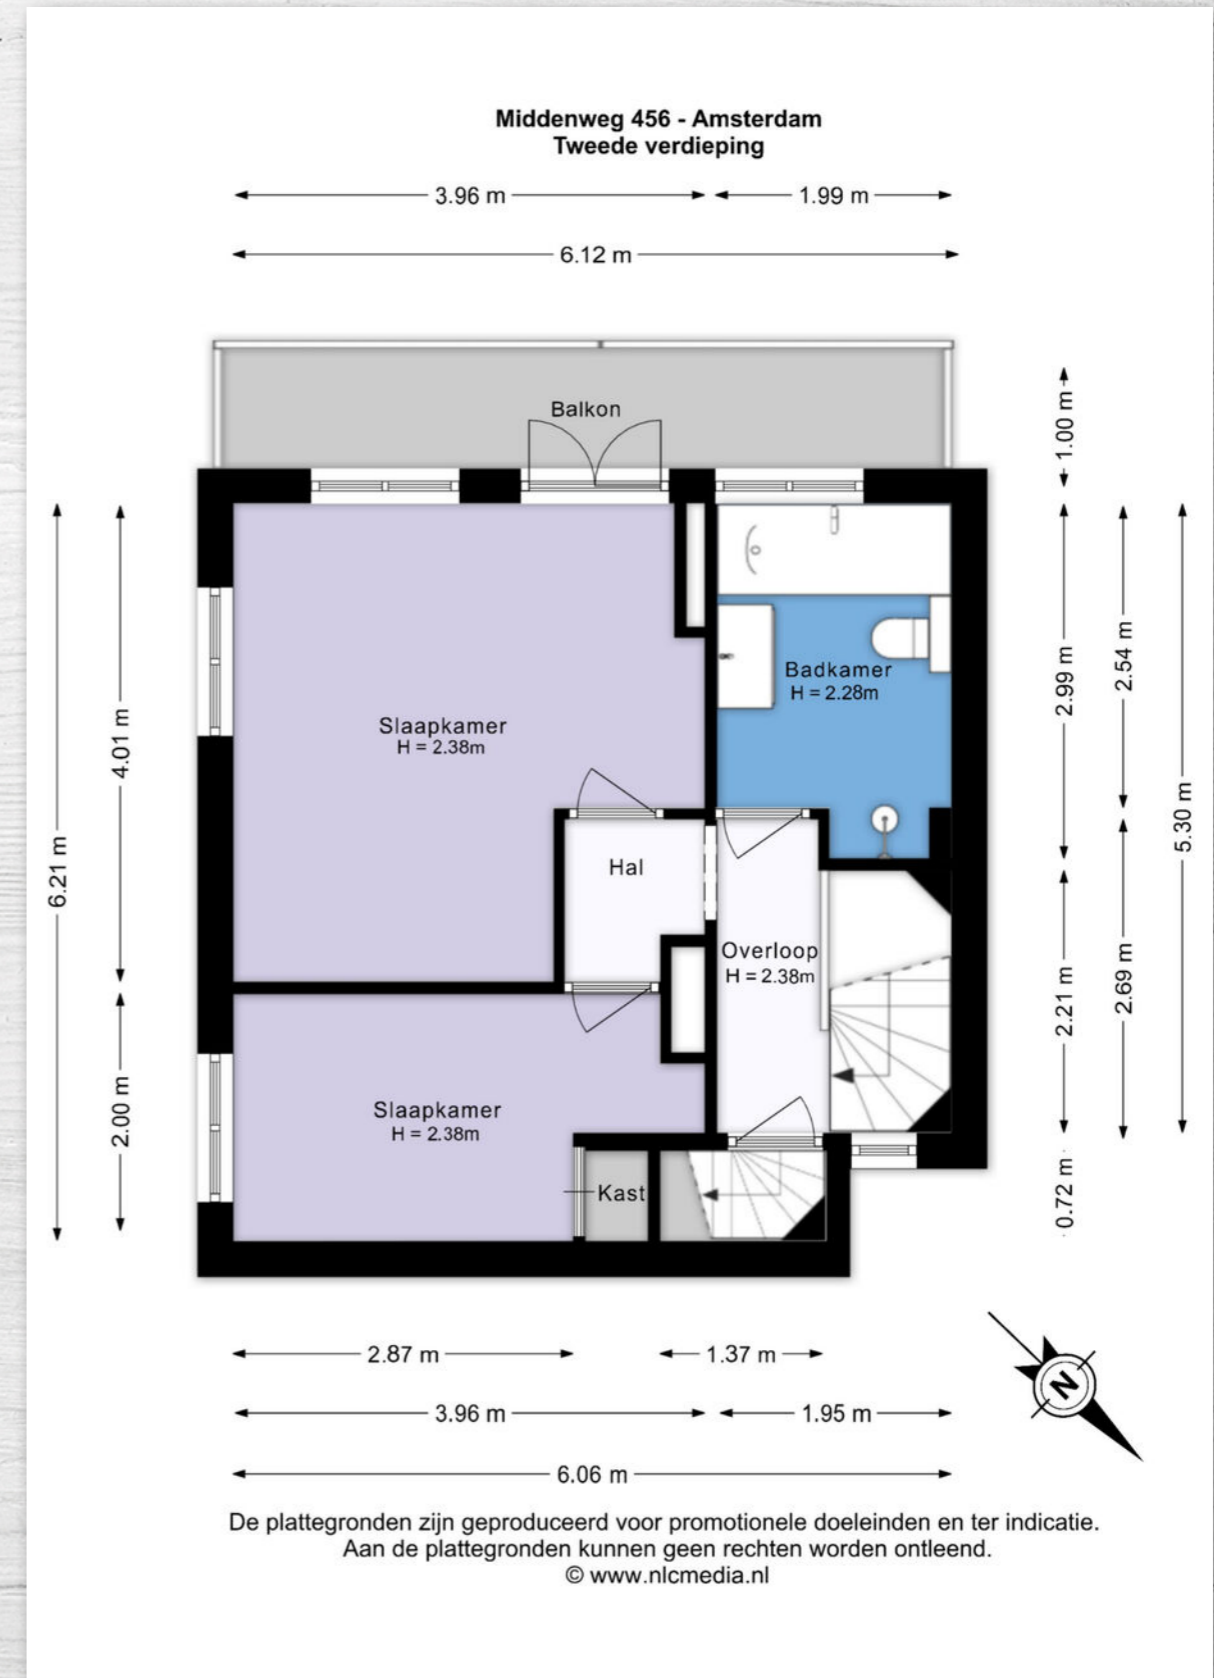 Middenweg 456 - Amsterdam
Tweede verdieping
3.96 m
1.99 m
6.12 m
Balkon
1.00 m
Badkamer
H = 2.28m
Slaapkamer
H = 2.38m
4.01 m
6.21 m
2.99 m
2.54 m
5.30 m
Hal
Overloop
H = 2.38m
2.21 m
2.69 m
Slaapkamer
H = 2.38m
2.00 m
Kast
0.72 m
2.87 m
1.37 m
3.96 m
1.95 m
6.06 m
N
De plattegronden zijn geproduceerd voor promotionele doeleinden en ter indicatie.
Aan de plattegronden kunnen geen rechten worden ontleend.
© www.nlcmedia.nl